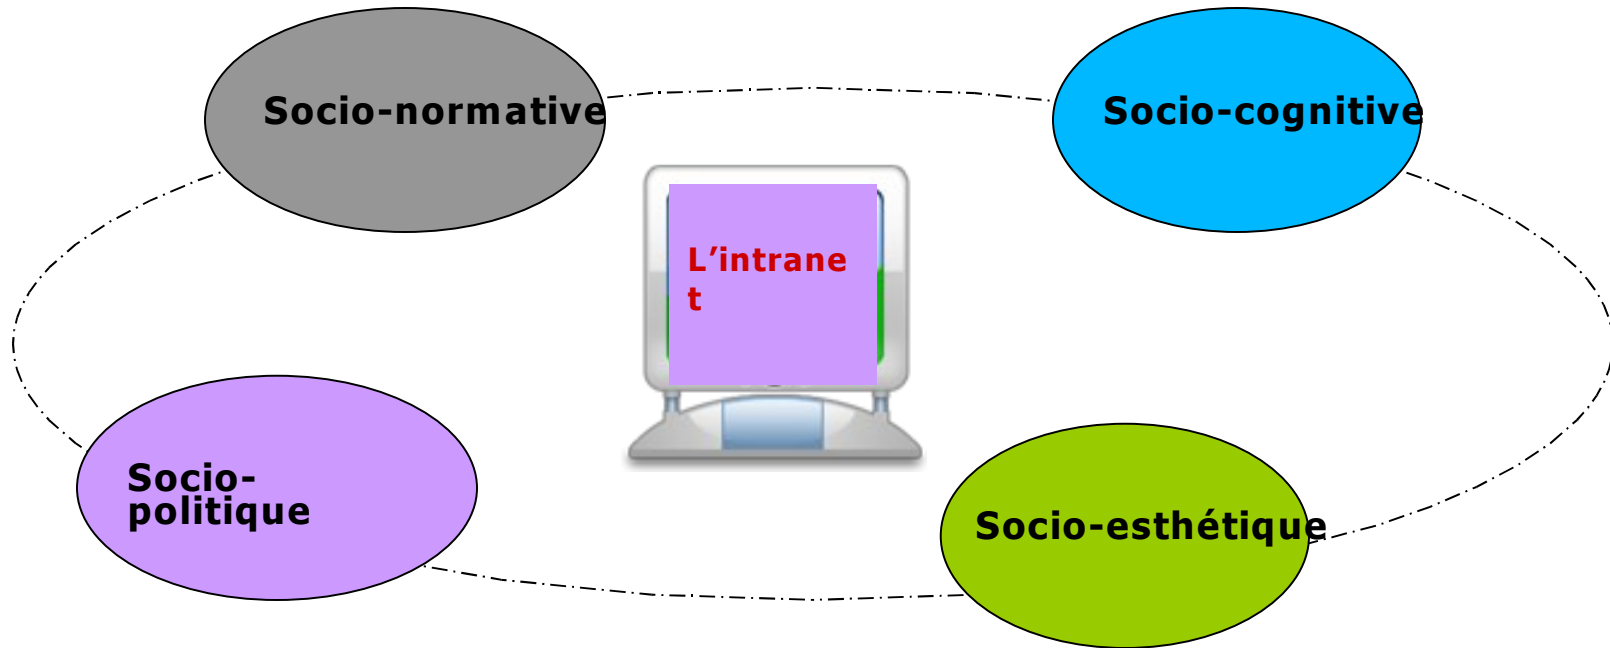 Socio-normative
Socio-cognitive
L’intrane
t
Socio-
politique
Socio-esthétique